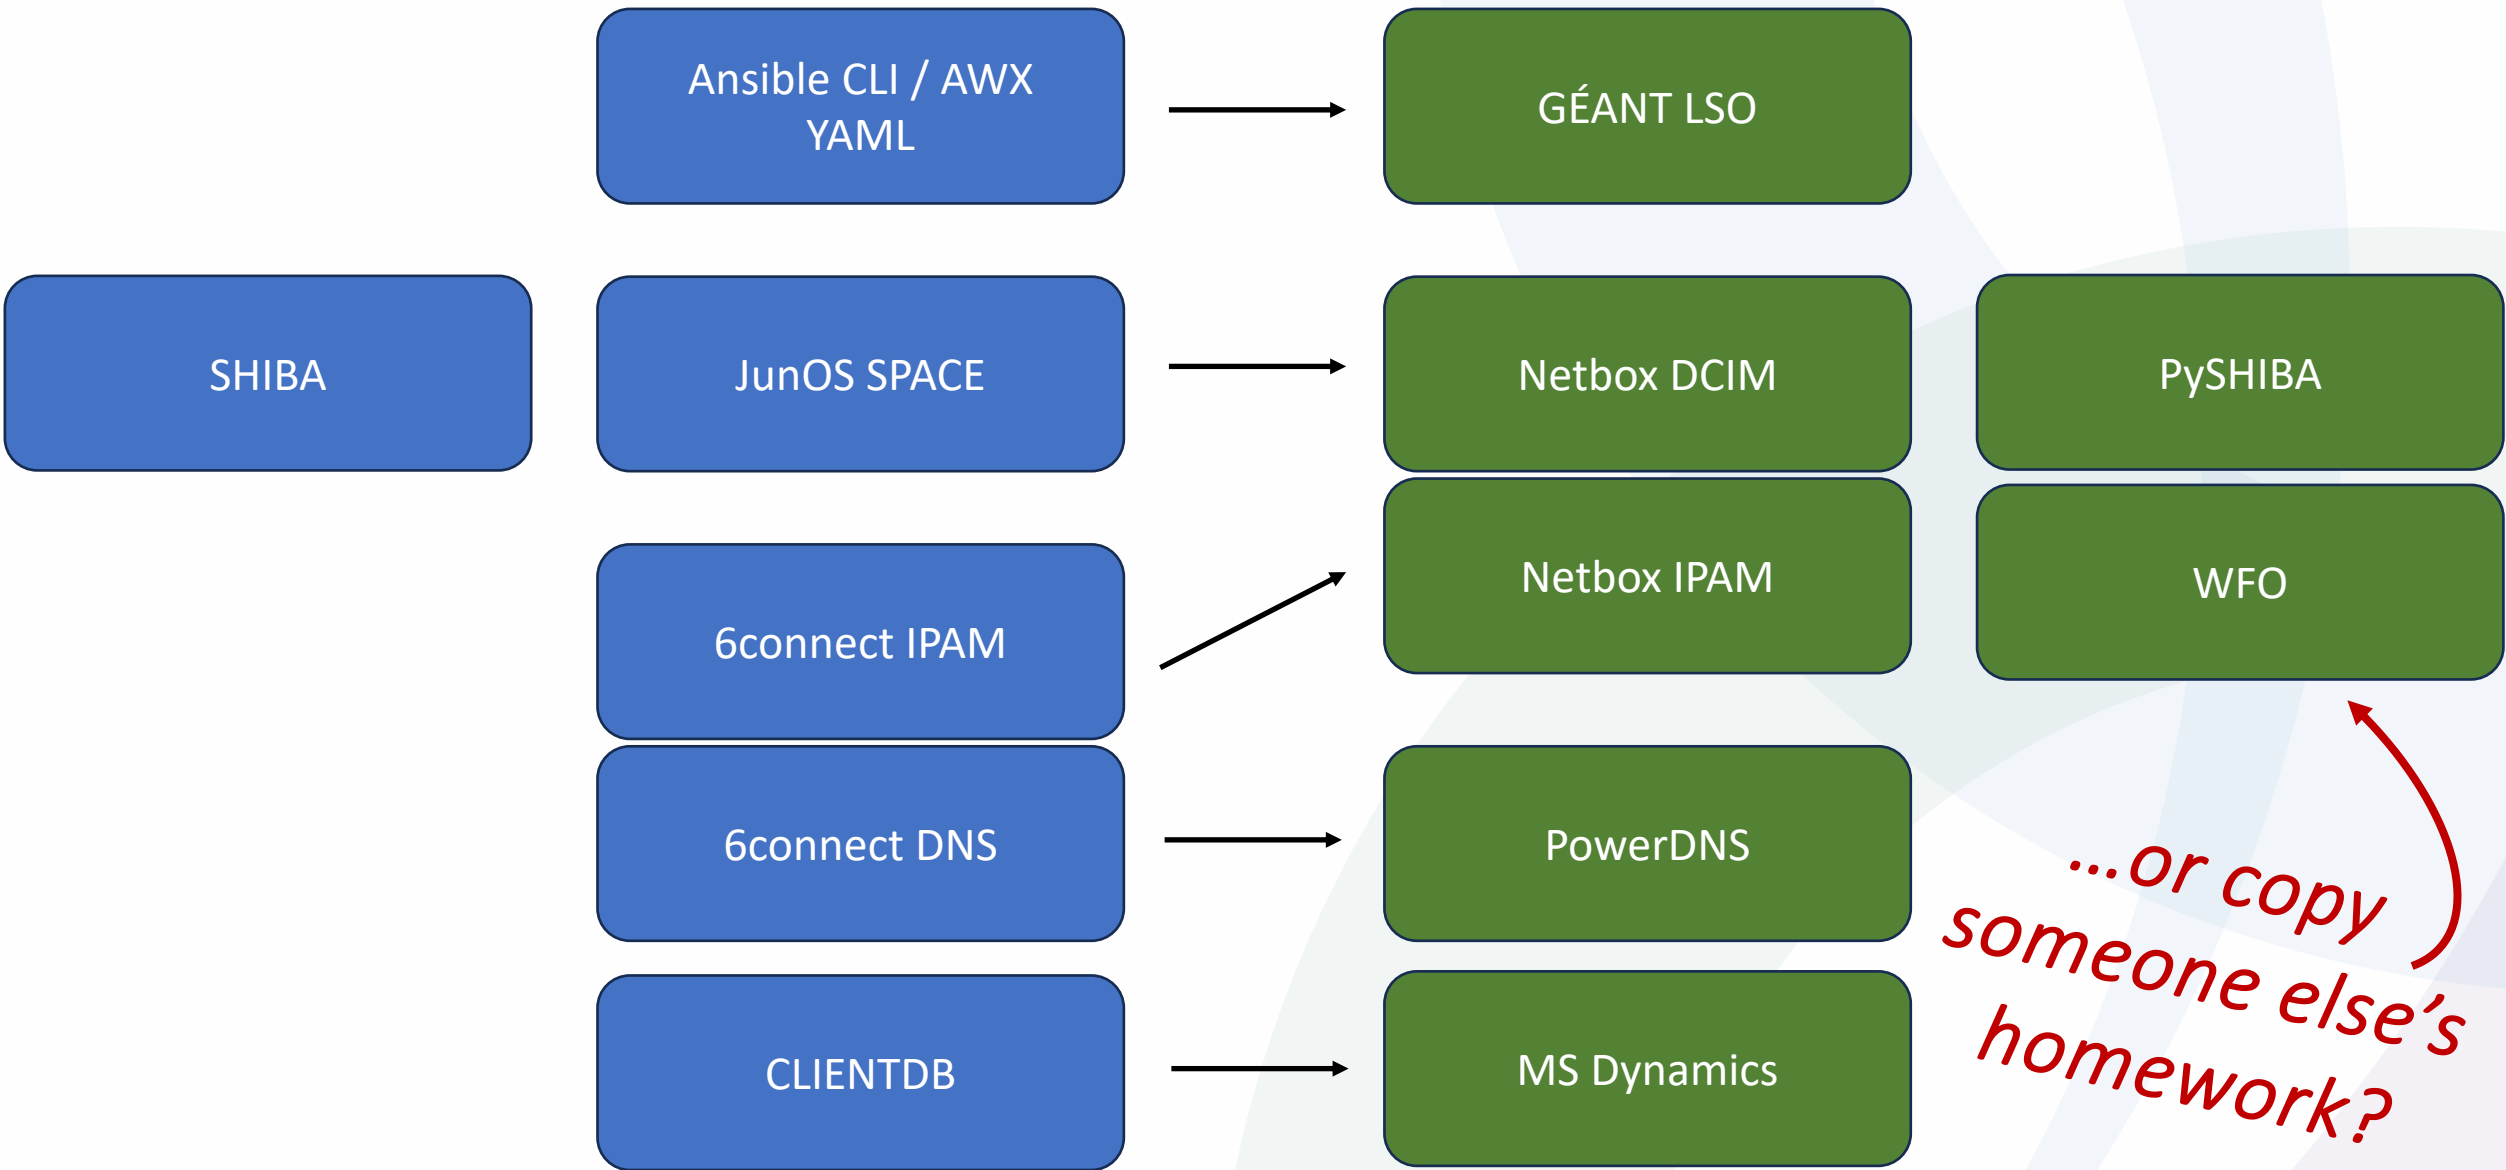 Ansible CLI / AWX
YAML
GÉANT LSO
SHIBA
JunOS SPACE
Netbox DCIM
PySHIBA
6connect IPAM
Netbox IPAM
WFO
6connect DNS
PowerDNS
CLIENTDB
MS Dynamics
...or copy
someone else’s
homework?